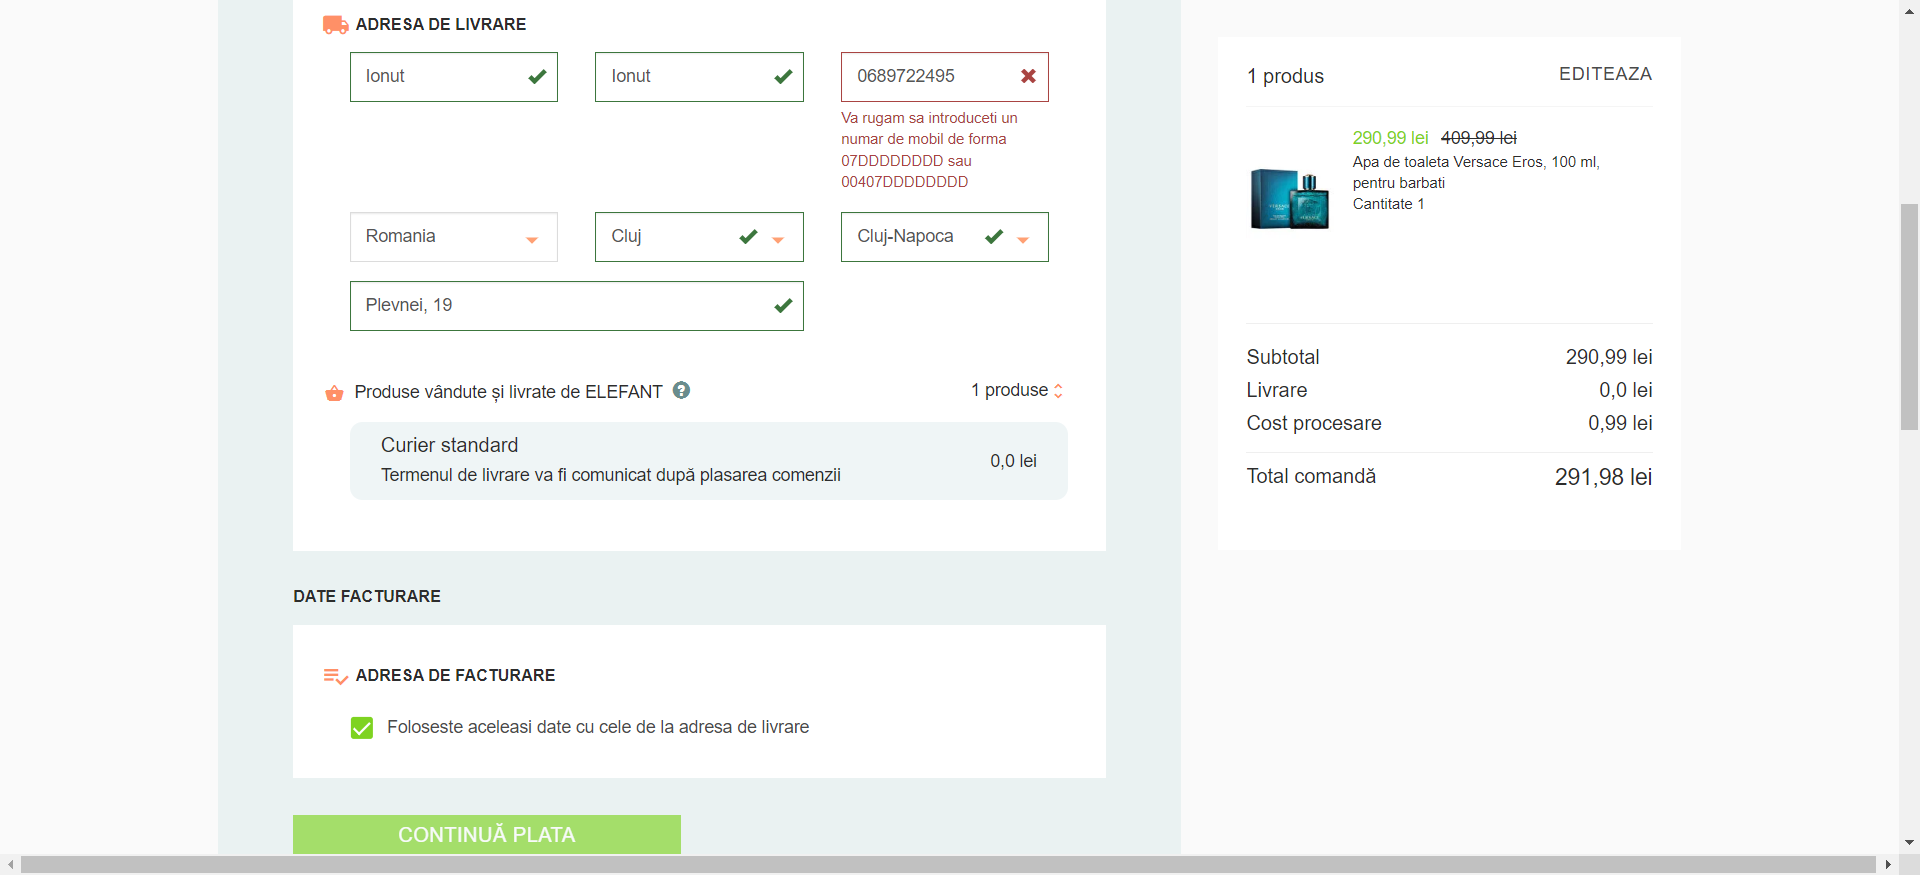 ADRESA DE LIVRARE
Ionut
Ionut
0689722495
Va rugam sa introduceti un
numar de mobil de forma
07DDDDDDDD sau
00407DDDDDDDD
Romania
Cluj
Cluj-Napoca
Plevnei, 19
Produse vândute și livrate de ELEFANT
1 produse
Curier standard
Termenul de livrare va fi comunicat după plasarea comenzii
0,0 lei
DATE FACTURARE
ADRESA DE FACTURARE
Foloseste aceleasi date cu cele de la adresa de livrare
CONTINUĂ PLATA
1 produs
EDITEAZA
290,99 lei 409,99 lei
Apa de toaleta Versace Eros, 100 ml,
pentru barbati
Cantitate 1
Subtotal 290,99 lei
Livrare 0,0 lei
Cost procesare 0,99 lei
Total comandă 291,98 lei